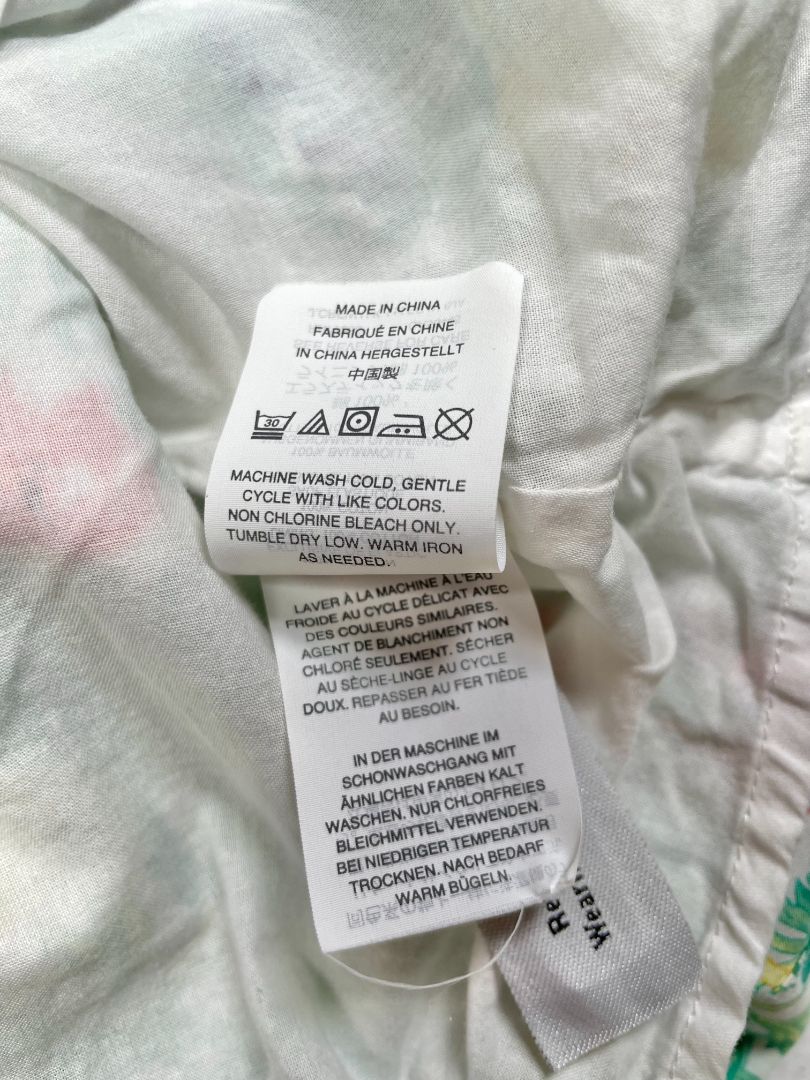 MADE IN CHINA
FABRIQUÉ EN CHINE
IN CHINA HERGESTELLT
中国製
30
MACHINE WASH COLD, GENTLE
CYCLE WITH LIKE COLORS.
NON CHLORINE BLEACH ONLY.
TUMBLE DRY LOW. WARM IRON
AS NEEDED.
LAVER À LA MACHINE À L'EAU
FROIDE AU CYCLE DÉLICAT AVEC
DES COULEURS SIMILAIRES.
AGENT DE BLANCHIMENT NON
CHLORÉ SEULEMENT. SÉCHER
AU SÈCHE-LINGE AU CYCLE
DOUX. REPASSER AU FER TIÈDE
AU BESOIN.
IN DER MASCHINE IM
SCHONWASCHGANG MIT
ÄHNLICHEN FARBEN KALT
WASCHEN. NUR CHLORFREIES
BLEICHMITTEL VERWENDEN.
BEI NIEDRIGER TEMPERATUR
TROCKNEN. NACH BEDARF
WARM BÜGELN.